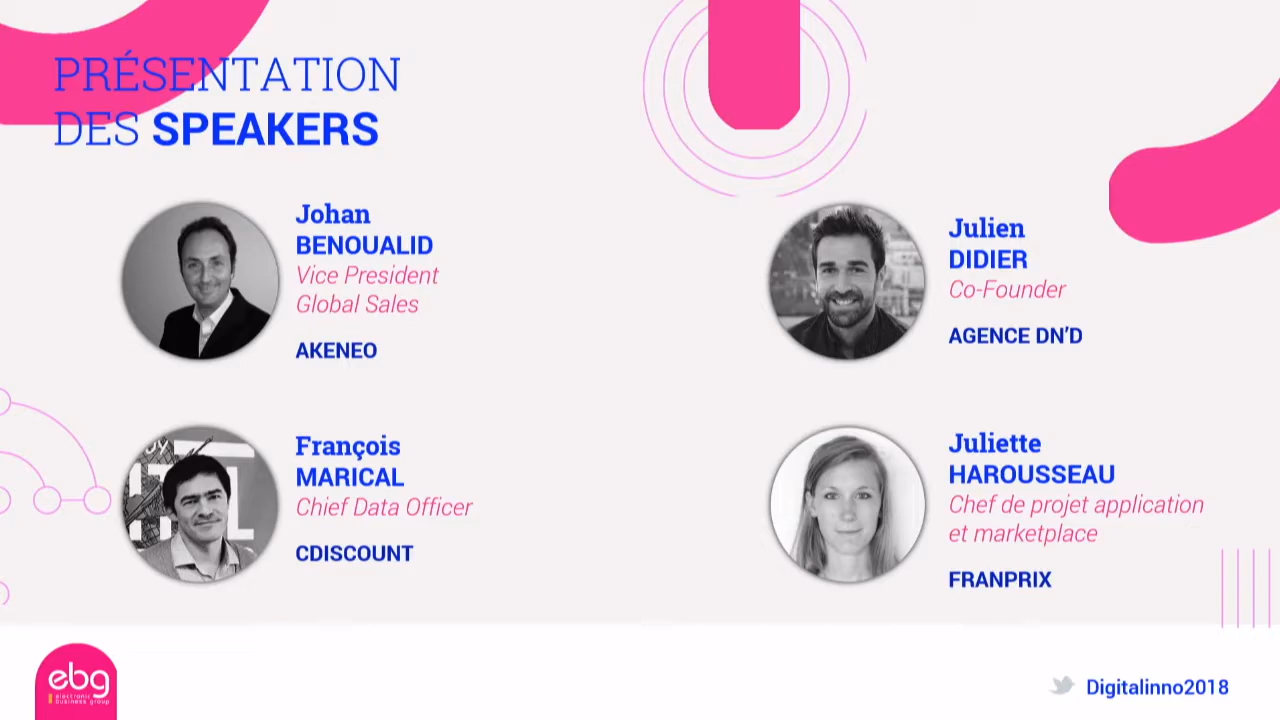 PRÉSENTATION
DES SPEAKERS
Johan
BENOUALID
Vice President
Global Sales
AKENEO
Julien
DIDIER
Co-Founder
AGENCE DN'D
François
MARICAL
Chief Data Officer
CDISCOUNT
Juliette
HAROUSSEAU
Chef de projet application
et marketplace
FRANPRIX
ebg
electronic
business group
Digitalinno2018